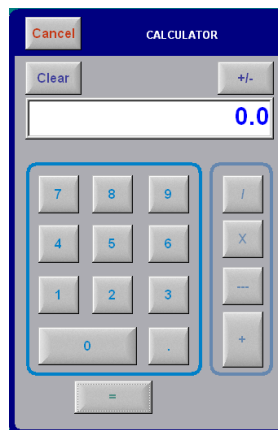 Cancel CALCULATOR
Clear +/-
0.0
7 8 9 /
4 5 6 X
1 2 3 ---
0 . +
=